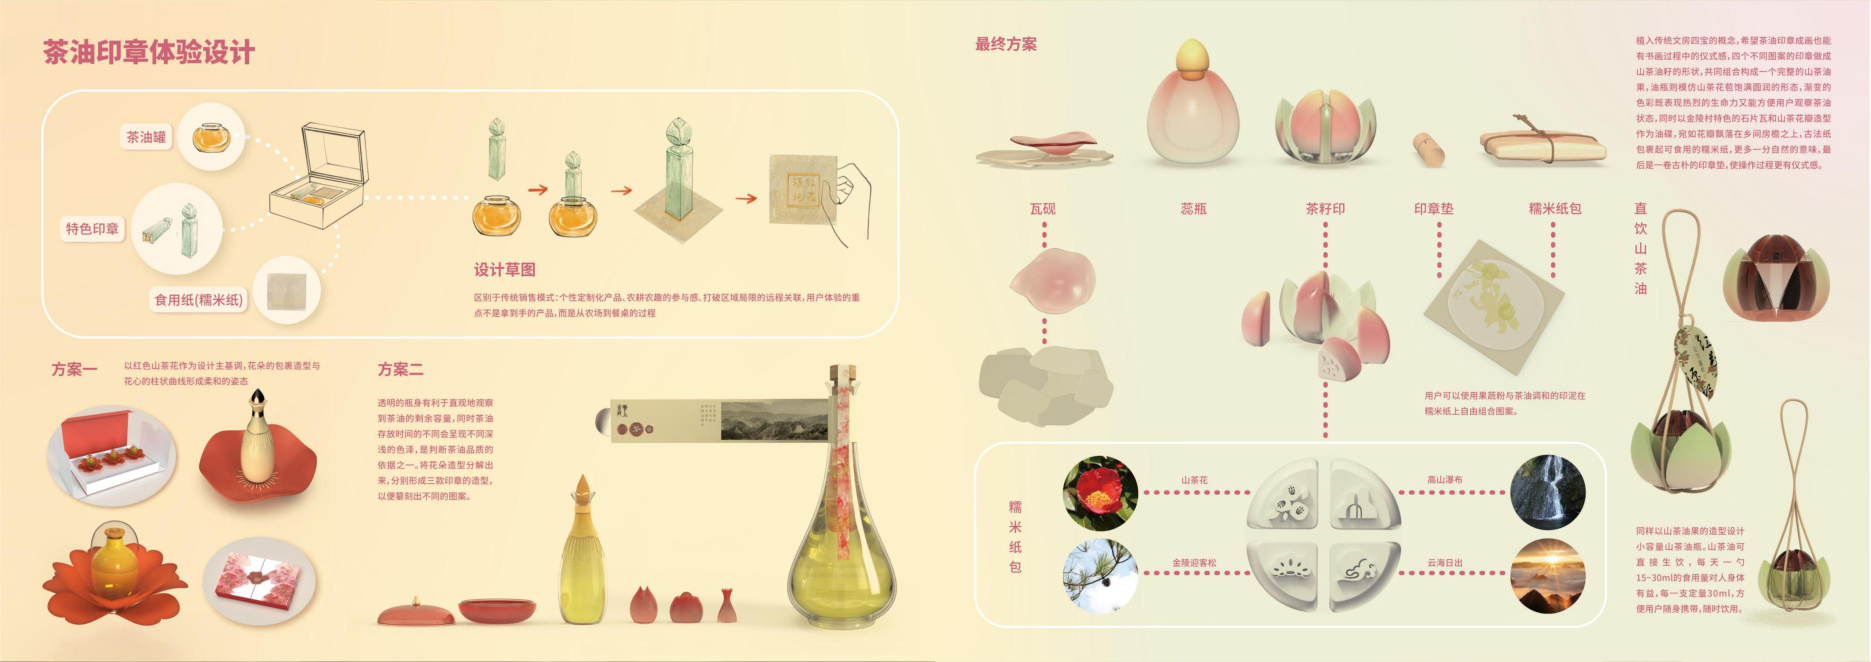 茶油印章体验设计
茶油罐
特色印章
食用纸(糯米纸)
设计草图
区别于传统销售模式:个性定制化产品、农耕农趣的参与感、打破区域局限的远程关联,用户体验的重
点不是拿到手的产品,而是从农场到餐桌的过程
方案一
以红色山茶花作为设计主基调,花朵的包裹造型与
花心的柱状曲线形成柔和的姿态
方案二
透明的瓶身有利于直观地观察
到茶油的剩余容量,同时茶油
存放时间的不同会呈现不同深
浅的色泽,是判断茶油品质的
依据之一。将花朵造型分解出
来,分别形成三款印章的造型,
以便篆刻出不同的图案。
最终方案
植入传统文房四宝的概念,希望茶油印章成画也能
有书画过程中的仪式感,四个不同图案的印章做成
山茶油籽的形状,共同组合构成一个完整的山茶油
果,油瓶则模仿山茶花苞饱满圆润的形态,渐变的
色彩既表现热烈的生命力又能方便用户观察茶油
状态,同时以金陵村特色的石片瓦和山茶花瓣造型
作为油碟,宛如花瓣飘落在乡间房檐之上,古法纸
包裹起可食用的糯米纸,更多一分自然的意味,最
后是一卷古朴的印章垫,使操作过程更有仪式感。
瓦砚
蕊瓶
茶籽印
印章垫
糯米纸包
用户可以使用果蔬粉与茶油调和的印泥在
糯米纸上自由组合图案。
糯米纸包
山茶花
金陵迎客松
高山瀑布
云海日出
直饮山茶油
同样以山茶油果的造型设计
小容量山茶油瓶。山茶油可
直接生饮,每天一勺
15~30ml的食用量对人身体
有益,每一支定量30ml,方
便用户随身携带,随时饮用。